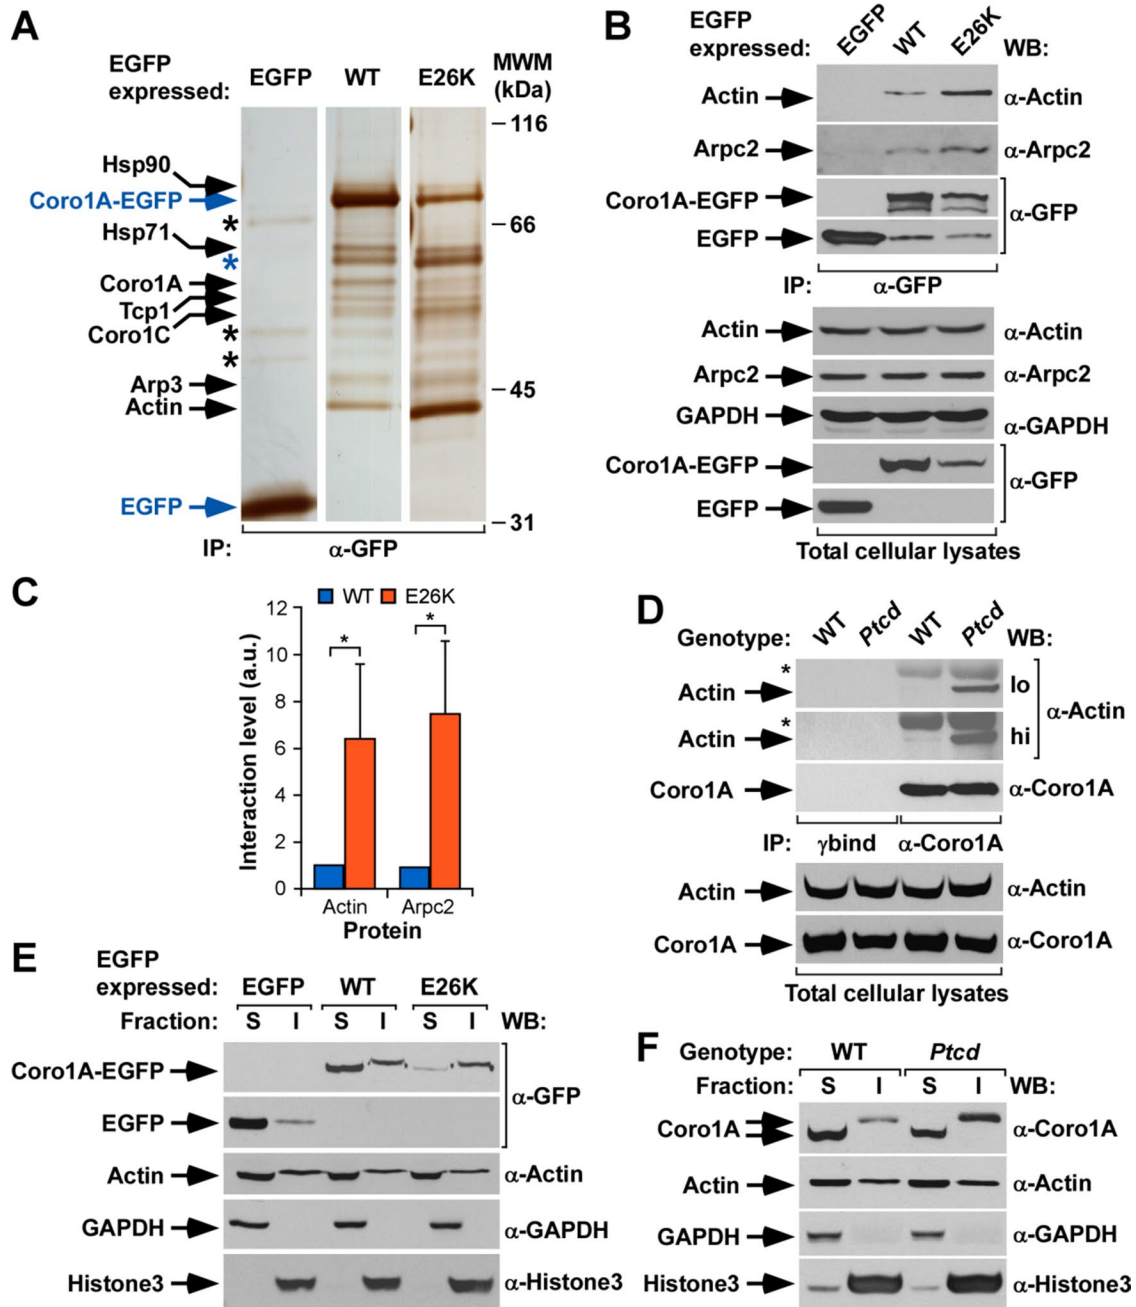 A
EGFP
expressed:
EGFP
WT
E26K
MWM
(kDa)
116
Hsp90
Coro1A-EGFP
*
66
Hsp71
*
Coro1A
Tcp1
Coro1C
*
*
Arp3
45
Actin
EGFP
31
IP:
α-GFP
B
EGFP
expressed:
EGFP
WT
E26K
WB:
Actin
α-Actin
Arpc2
α-Arpc2
Coro1A-EGFP
α-GFP
EGFP
IP:
α-GFP
Actin
α-Actin
Arpc2
α-Arpc2
GAPDH
α-GAPDH
Coro1A-EGFP
α-GFP
EGFP
Total cellular lysates
C
WT
E26K
12
10
8
6
4
2
0
*
*
Interaction level (a.u.)
Actin
Arpc2
Protein
D
Genotype:
WT
Ptcd
WT
Ptcd
WB:
*
Actin
lo
α-Actin
*
Actin
hi
Coro1A
α-Coro1A
IP:
γbind
α-Coro1A
Actin
α-Actin
Coro1A
α-Coro1A
Total cellular lysates
E
EGFP
expressed:
EGFP
WT
E26K
Fraction:
S
I
S
I
S
I
WB:
Coro1A-EGFP
α-GFP
EGFP
Actin
α-Actin
GAPDH
α-GAPDH
Histone3
α-Histone3
F
Genotype:
WT
Ptcd
Fraction:
S
I
S
I
WB:
Coro1A
α-Coro1A
Actin
α-Actin
GAPDH
α-GAPDH
Histone3
α-Histone3